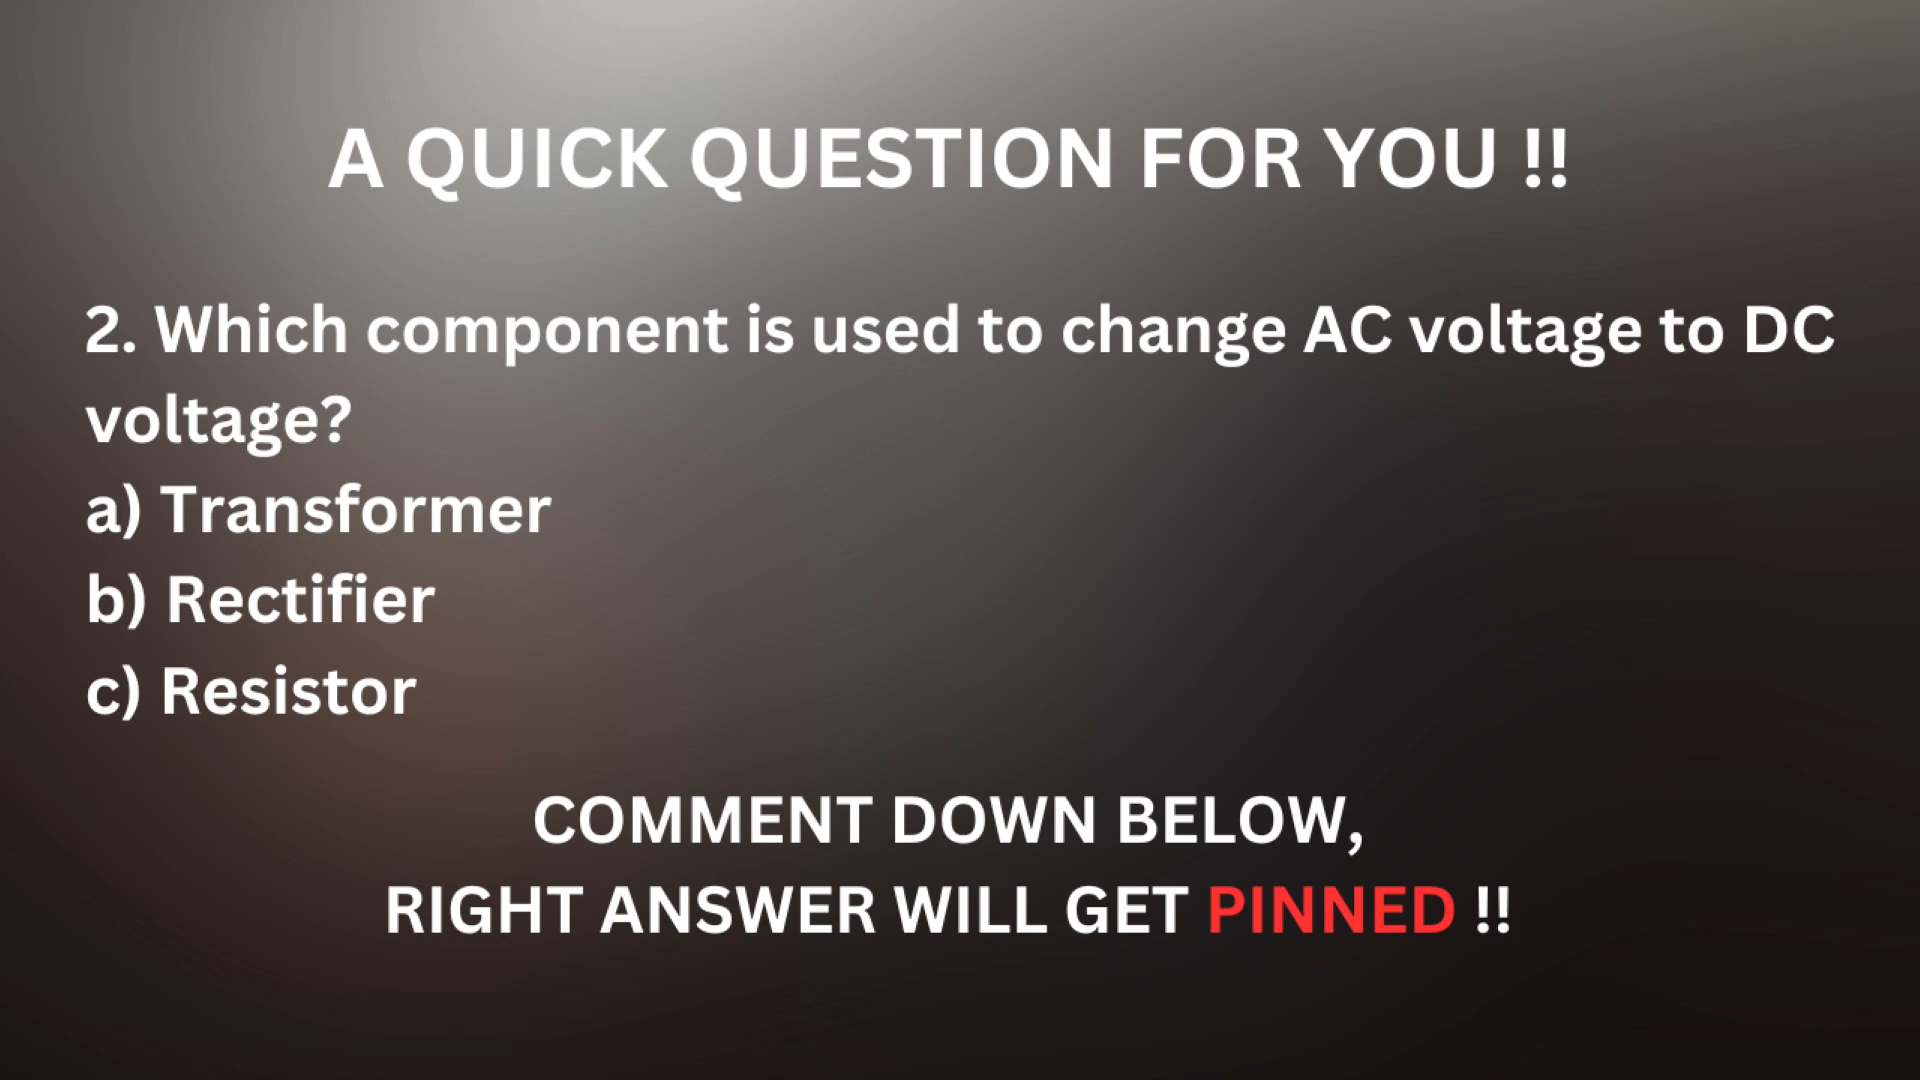 A QUICK QUESTION FOR YOU !!
2. Which component is used to change AC voltage to DC
voltage?
a) Transformer
b) Rectifier
c) Resistor
COMMENT DOWN BELOW,
RIGHT ANSWER WILL GET PINNED !!